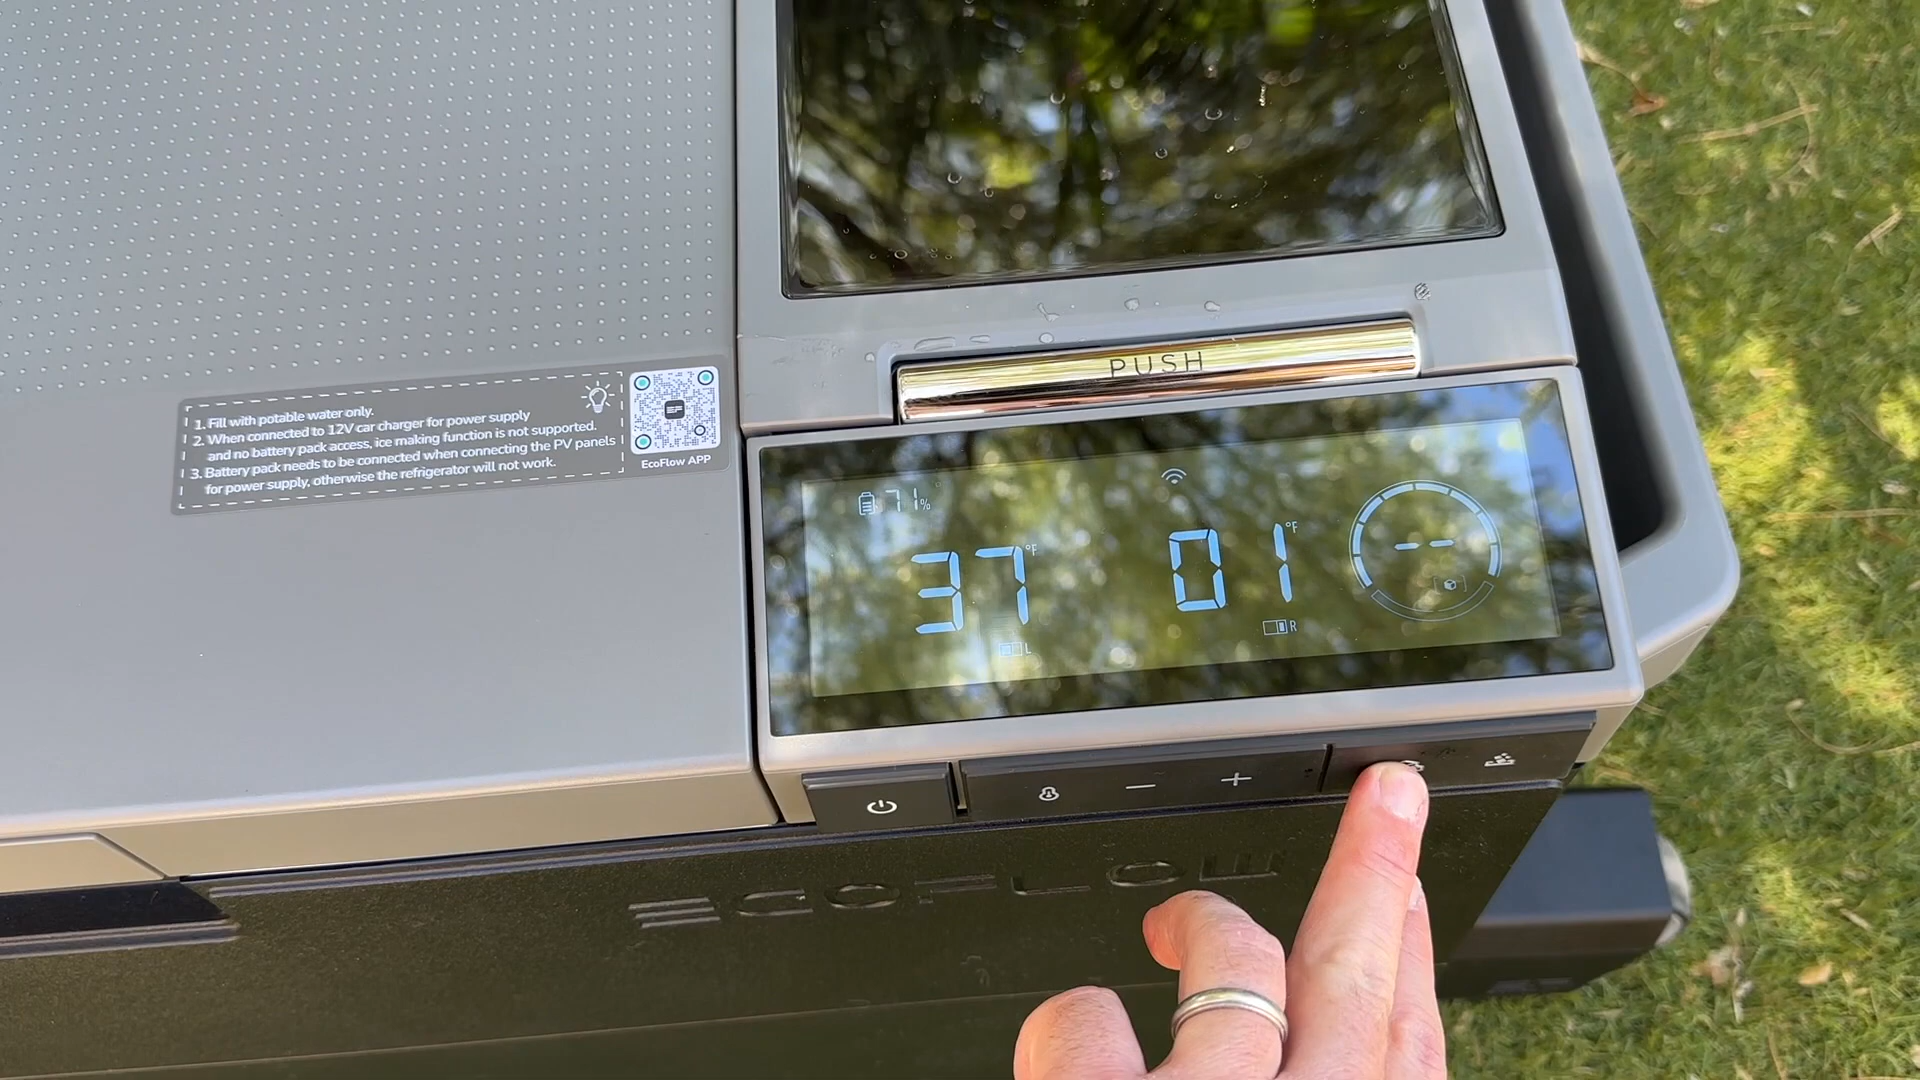 PUSH
1. Fill with potable water only.
2. When connected to 12V car charger for power supply
and no battery pack access, ice making function is not supported.
3. Battery pack needs to be connected when connecting the PV panels
for power supply, otherwise the refrigerator will not work.
EF
EcoFlow APP
71%
37°F
L
01°F
R
--
ECOFLOW